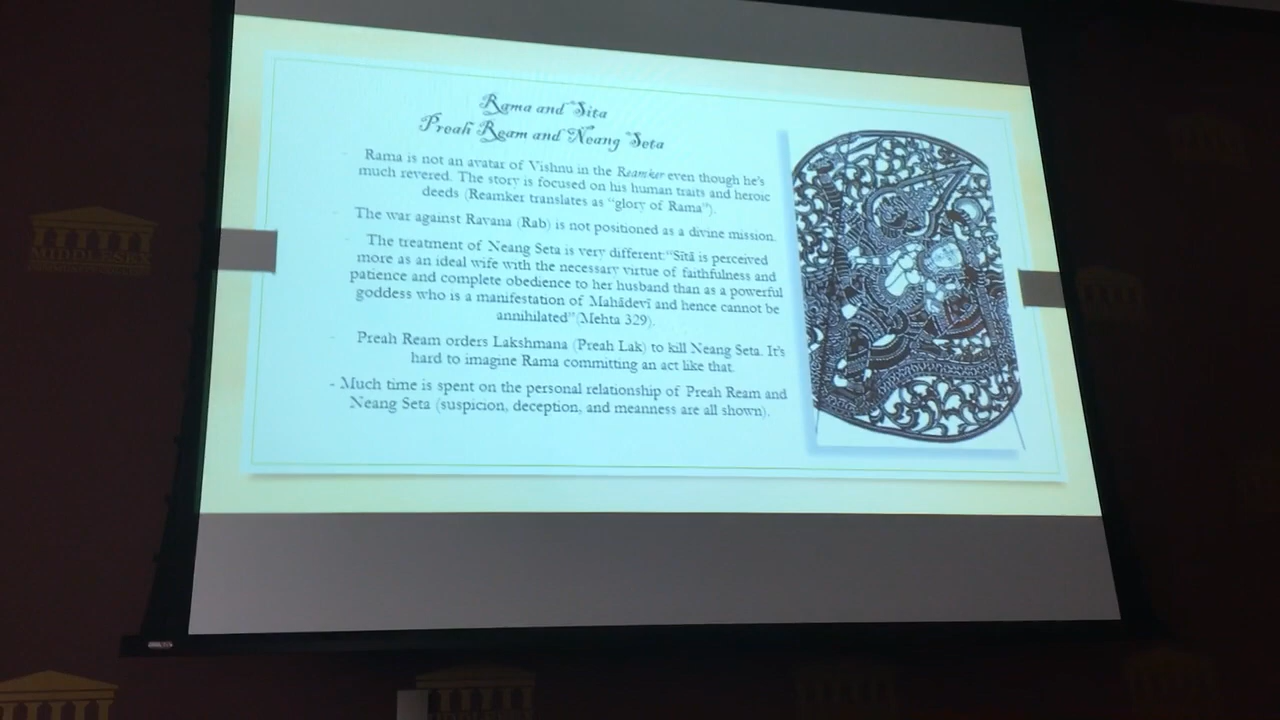 Rama and Sita
Preah Ream and Neang Seta
- Rama is not an avatar of Vishnu in the Reamker even though he's
much revered. The story is focused on his human traits and heroic
deeds (Reamker translates as "glory of Rama").
- The war against Ravana (Rab) is not positioned as a divine mission.
- The treatment of Neang Seta is very different: "Sītā is perceived
more as an ideal wife with the necessary virtue of faithfulness and
patience and complete obedience to her husband than as a powerful
goddess who is a manifestation of Mahādevī and hence cannot be
annihilated" (Mehta 329).
- Preah Ream orders Lakshmana (Preah Lak) to kill Neang Seta. It's
hard to imagine Rama committing an act like that.
- Much time is spent on the personal relationship of Preah Ream and
Neang Seta (suspicion, deception, and meanness are all shown).
MIDDLESEX